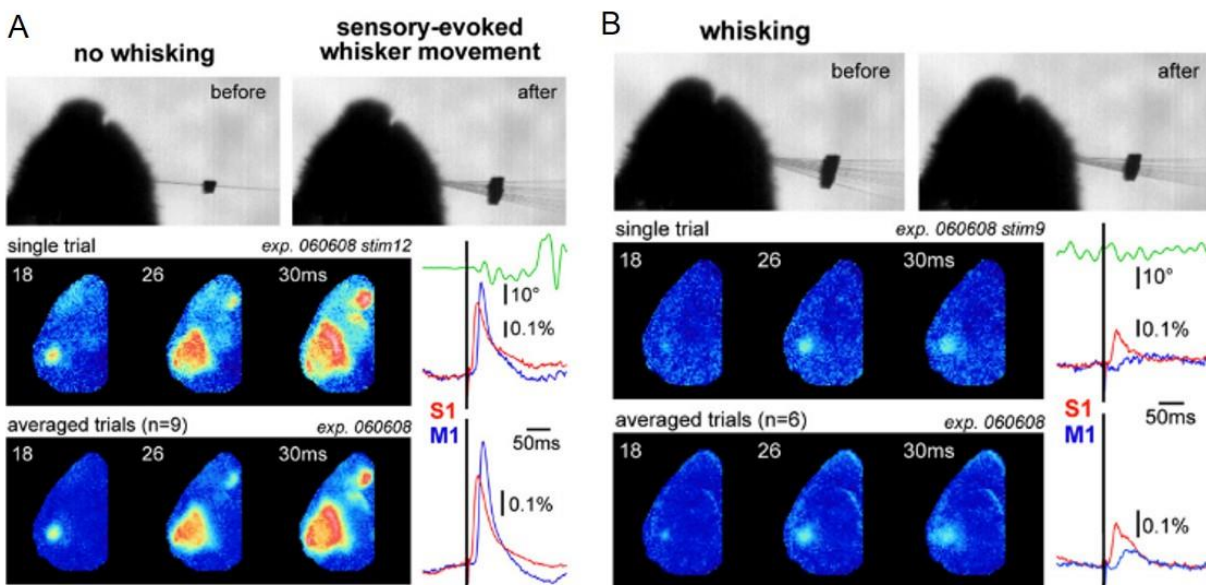 A
no whisking
sensory-evoked
whisker movement
before
after
single trial
exp. 060608 stim12
18
26
30ms
10°
0.1%
averaged trials (n=9)
exp. 060608
18
26
30ms
S1
M1
50ms
0.1%
B
whisking
before
after
single trial
exp. 060608 stim9
18
26
30ms
10°
0.1%
averaged trials (n=6)
exp. 060608
18
26
30ms
S1
M1
50ms
0.1%